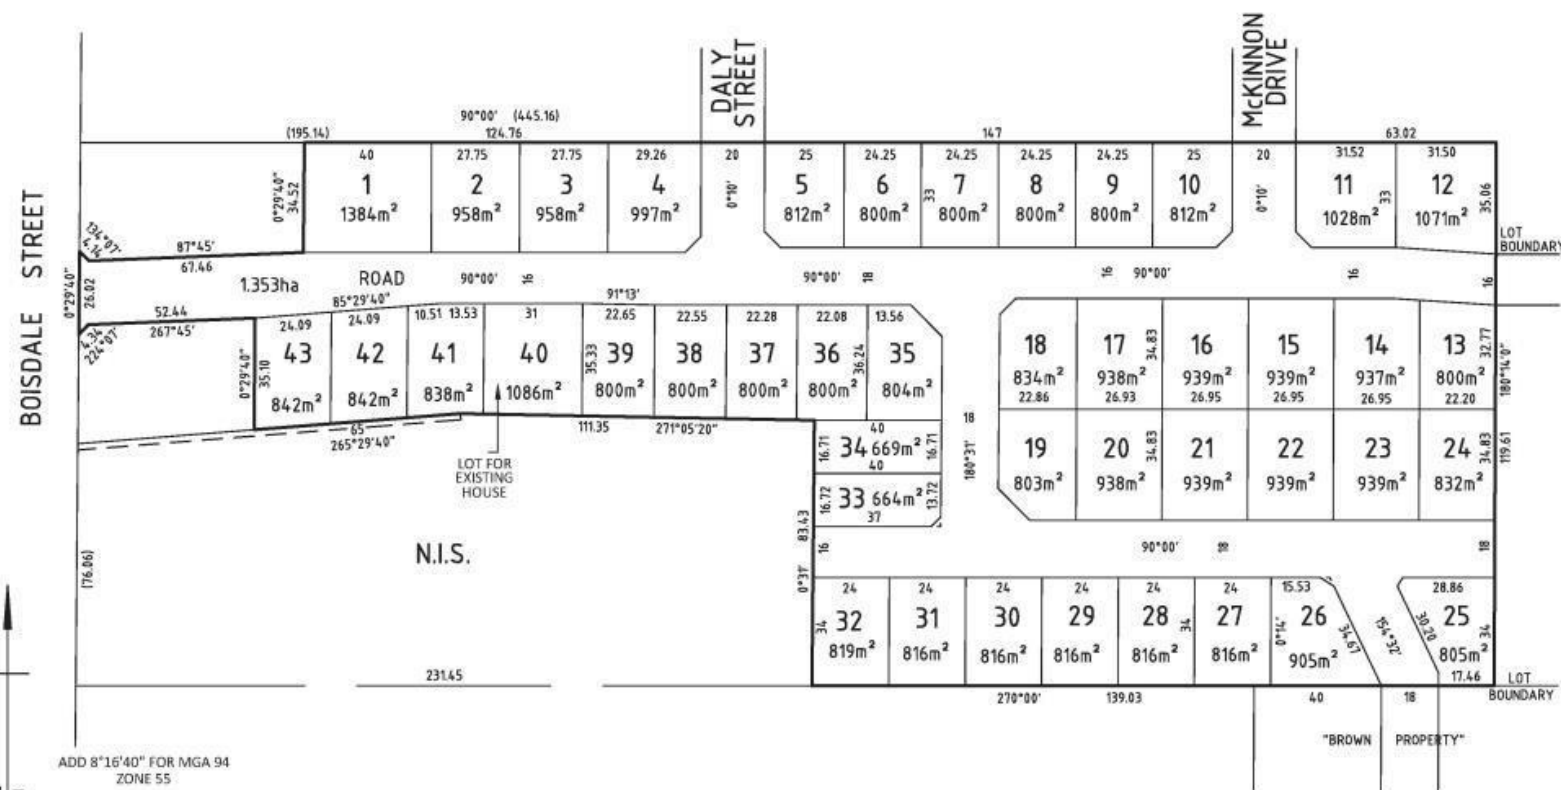 BOISDALE STREET
DALY
STREET
McKINNON
DRIVE
90°00' (445.16)
(195.14)
124.76
147
63.02
40
27.75
27.75
29.26
20
25
24.25
24.25
24.25
24.25
25
20
31.52
31.50
1
1384m²
2
958m²
3
958m²
4
997m²
0°10'
5
812m²
6
800m²
33
7
800m²
8
800m²
9
800m²
10
812m²
0°10'
11
1028m²
33
12
1071m²
35.06
0°29'40"
34.52
134°07'
4.14
87°45'
67.46
LOT
BOUNDARY
0°29'40"
26.02
1.353ha
ROAD
90°00'
16
90°00'
18
16
90°00'
16
16
85°29'40"
91°13'
52.44
267°45'
4.34
224°07'
0°29'40"
35.10
24.09
24.09
10.51
13.53
31
22.65
22.55
22.28
22.08
13.56
43
842m²
42
842m²
41
838m²
40
1086m²
35.33
39
800m²
38
800m²
37
800m²
36
800m²
36.24
35
804m²
18
834m²
22.86
17
938m²
26.93
34.83
16
939m²
26.95
15
939m²
26.95
14
937m²
26.95
13
800m²
22.20
32.77
180°14'0"
65
265°29'40"
111.35
271°05'20"
LOT FOR
EXISTING
HOUSE
40
16.71
34 669m²
16.71
40
16.72
33 664m²
13.72
37
18
180°31'
19
803m²
20
938m²
34.83
21
939m²
22
939m²
23
939m²
24
832m²
34.83
119.61
N.I.S.
83.43
0°31'
16
90°00'
18
18
(76.06)
24
24
24
24
24
24
15.53
28.86
34
32
819m²
31
816m²
30
816m²
29
816m²
28
816m²
34
27
816m²
0°14'
26
905m²
34.67
154°32'
30.20
25
805m²
34
17.46
231.45
270°00'
139.03
40
18
LOT
BOUNDARY
"BROWN PROPERTY"
ADD 8°16'40" FOR MGA 94
ZONE 55